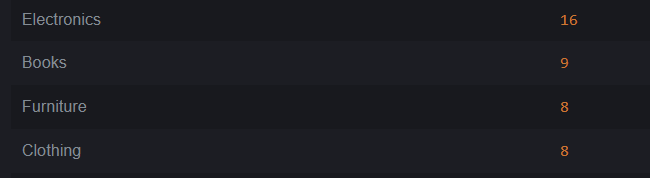 Electronics 16
Books 9
Furniture 8
Clothing 8